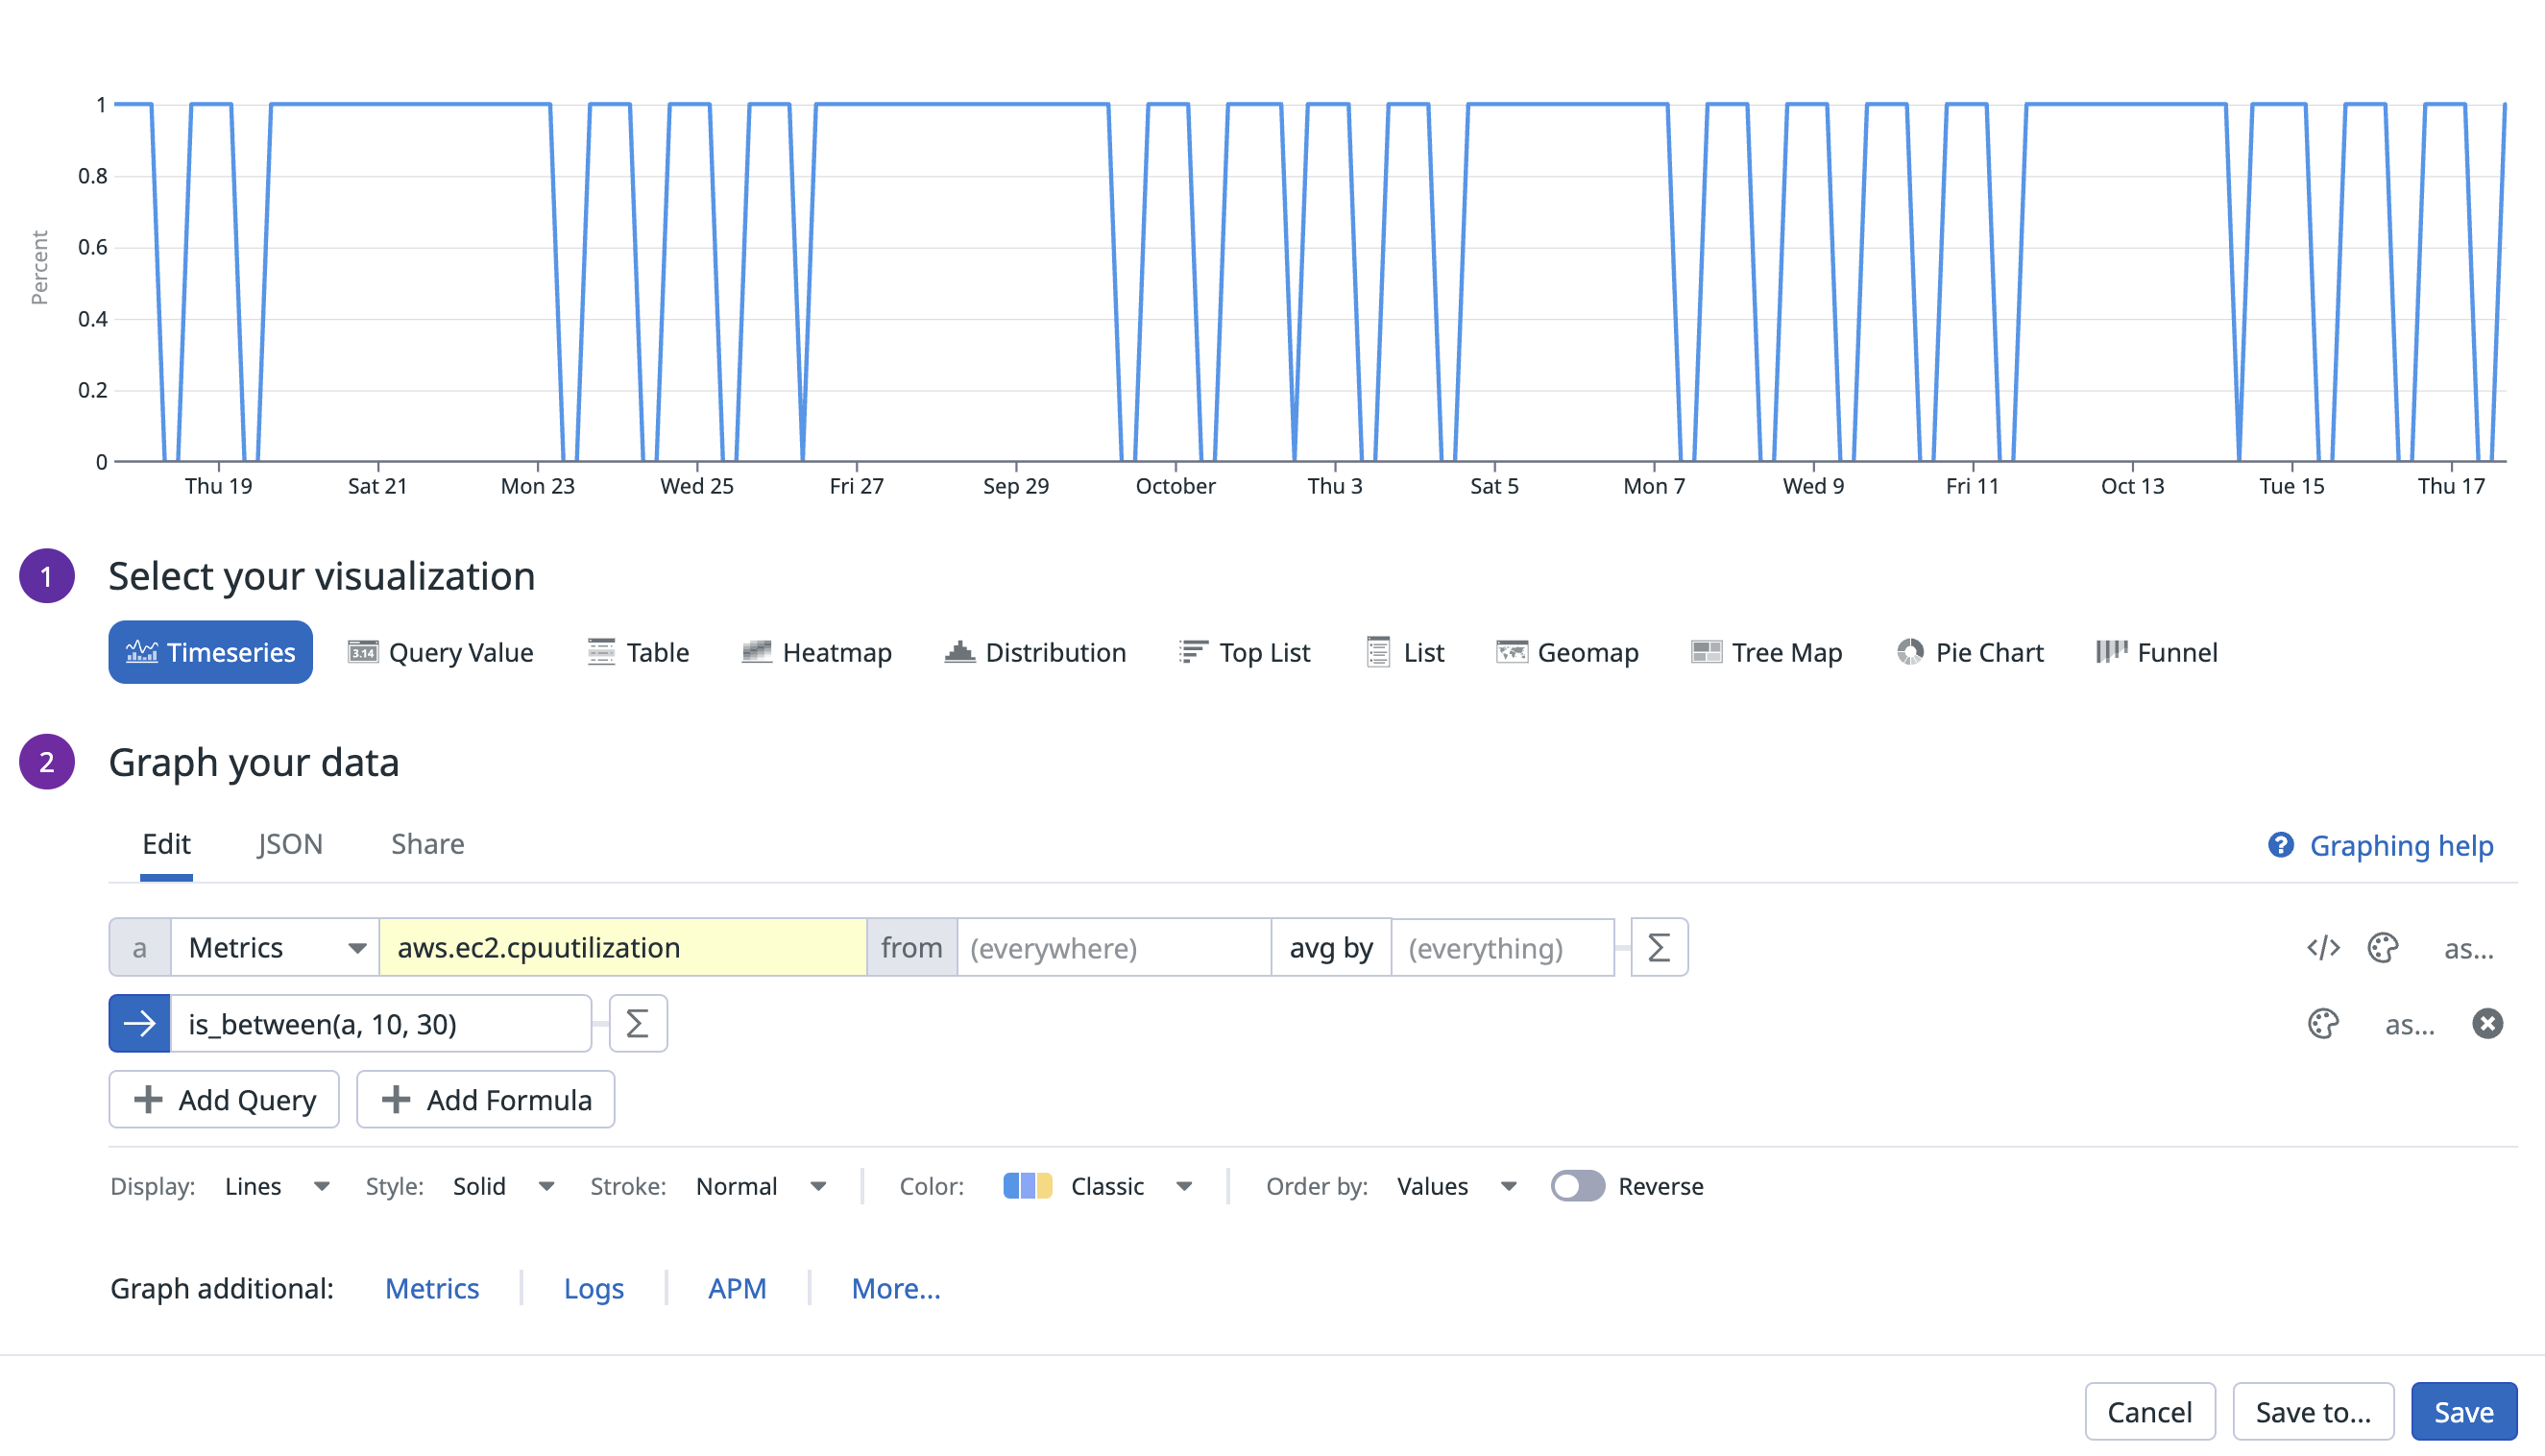 1
0.8
0.6
0.4
0.2
0
Percent
Thu 19 Sat 21 Mon 23 Wed 25 Fri 27 Sep 29 October Thu 3 Sat 5 Mon 7 Wed 9 Fri 11 Oct 13 Tue 15 Thu 17
1 Select your visualization
Timeseries 3.14 Query Value Table Heatmap Distribution Top List List Geomap Tree Map Pie Chart Funnel
2 Graph your data
Edit JSON Share ? Graphing help
a Metrics aws.ec2.cpuutilization from (everywhere) avg by (everything) Σ </> as...
→ is_between(a, 10, 30) Σ as...
+ Add Query + Add Formula
Display: Lines Style: Solid Stroke: Normal Color: Classic Order by: Values Reverse
Graph additional: Metrics Logs APM More...
Cancel Save to... Save